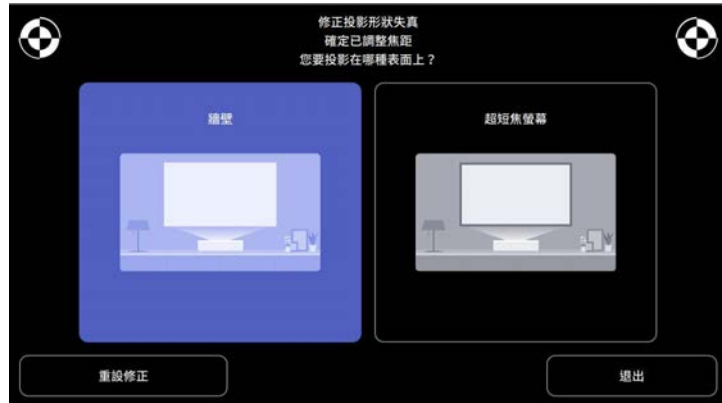 修正投影形狀失真
確定已調整焦距
您要投影在哪種表面上？
牆壁
超短焦螢幕
重設修正
退出